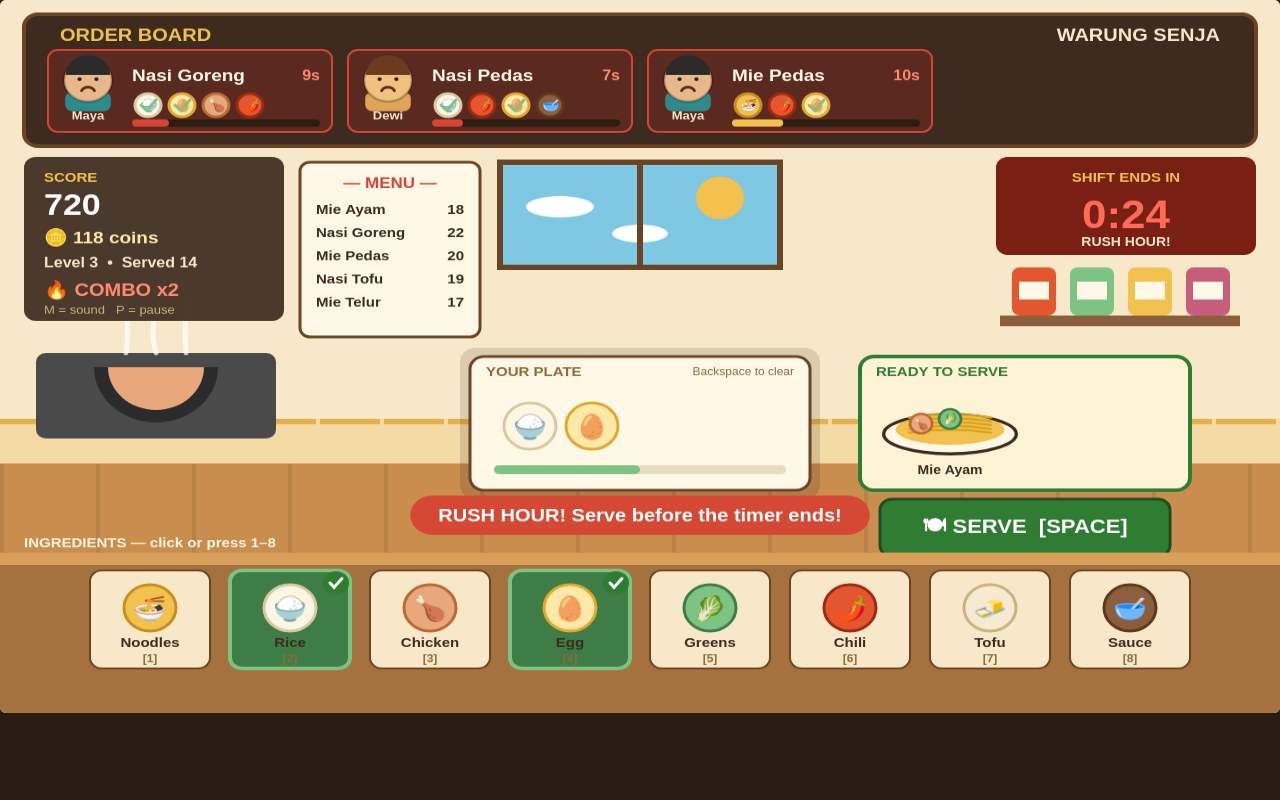 ORDER BOARD
WARUNG SENJA
Nasi Goreng 9s
Maya
Nasi Pedas 7s
Dewi
Mie Pedas 10s
Maya
SCORE
720
118 coins
Level 3 • Served 14
COMBO x2
M = sound P = pause
— MENU —
Mie Ayam 18
Nasi Goreng 22
Mie Pedas 20
Nasi Tofu 19
Mie Telur 17
SHIFT ENDS IN
0:24
RUSH HOUR!
YOUR PLATE
Backspace to clear
READY TO SERVE
Mie Ayam
RUSH HOUR! Serve before the timer ends!
SERVE [SPACE]
INGREDIENTS — click or press 1–8
Noodles
[1]
Rice
[2]
Chicken
[3]
Egg
[4]
Greens
[5]
Chili
[6]
Tofu
[7]
Sauce
[8]